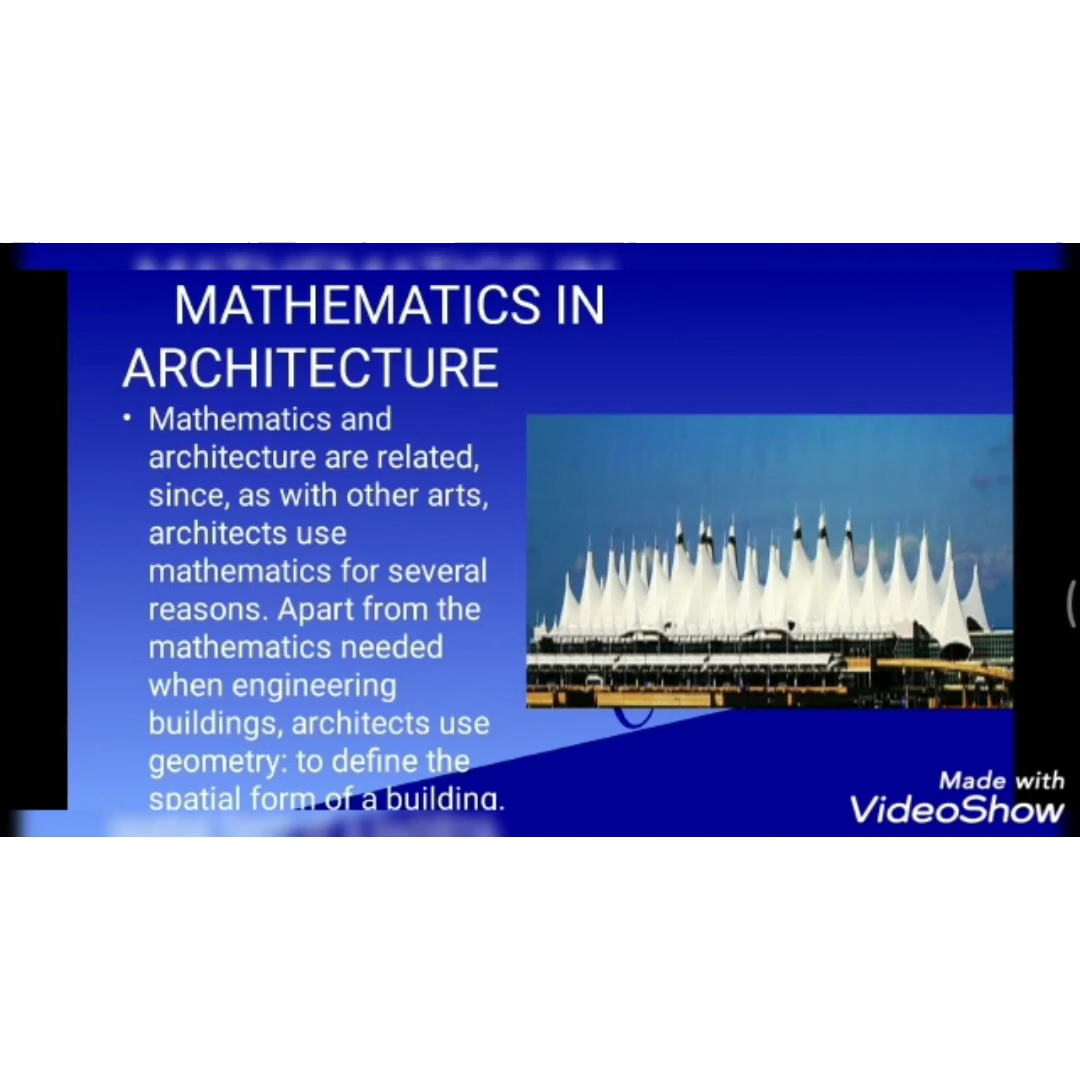 MATHEMATICS IN
ARCHITECTURE
• Mathematics and
architecture are related,
since, as with other arts,
architects use
mathematics for several
reasons. Apart from the
mathematics needed
when engineering
buildings, architects use
geometry: to define the
spatial form of a building.
Made with
VideoShow